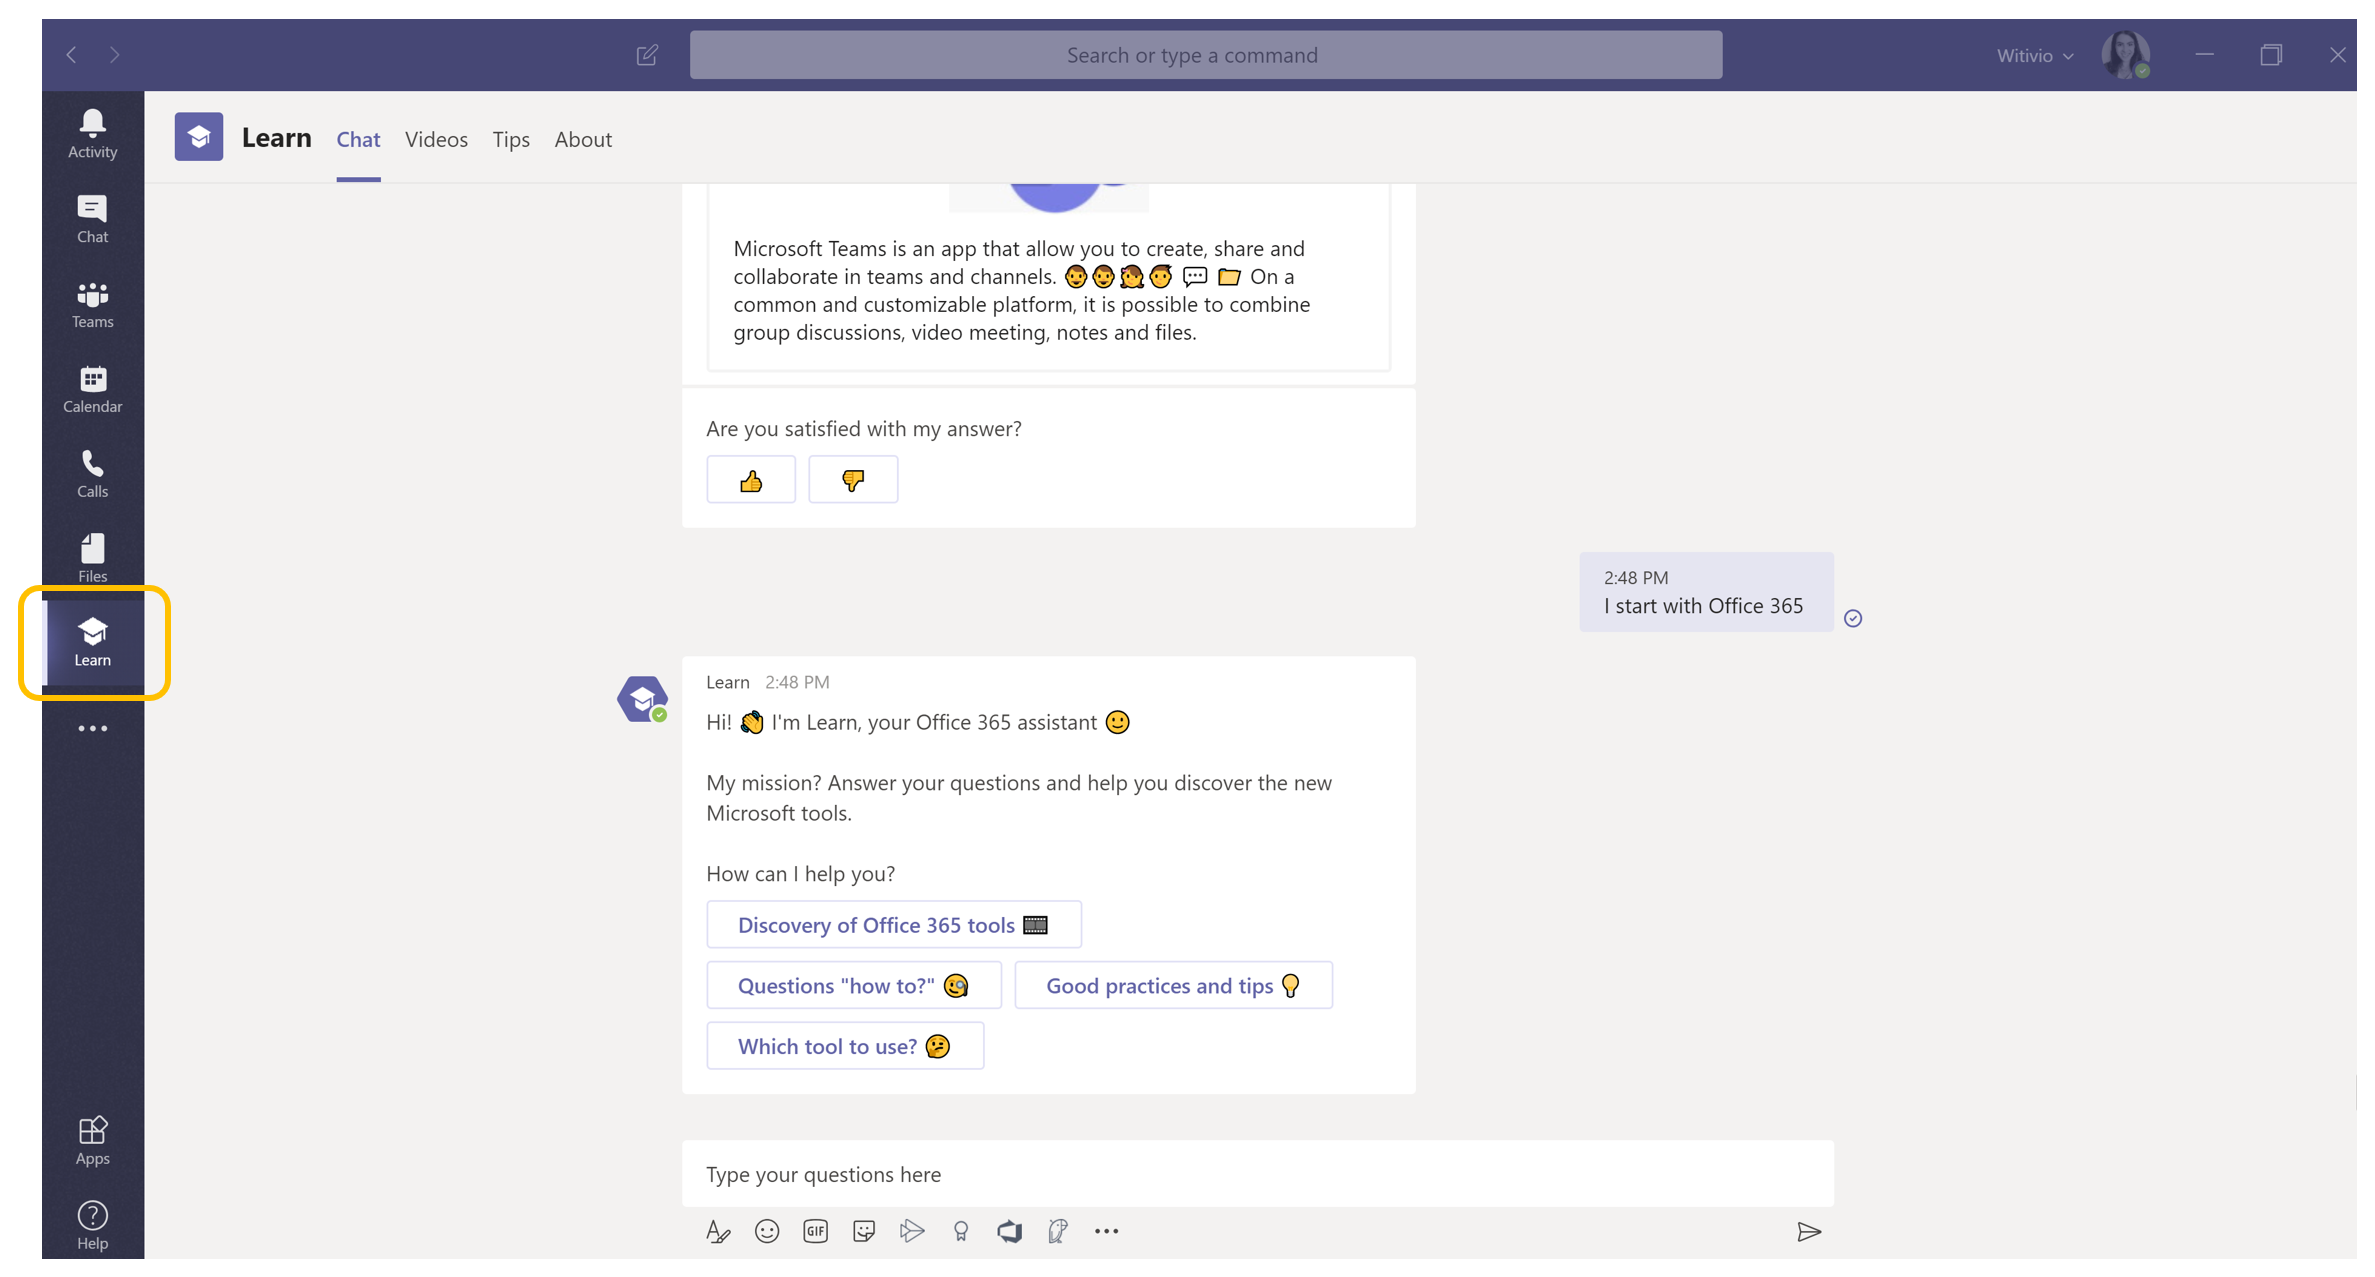 Search or type a command
Witivio
Activity
Chat
Teams
Calendar
Calls
Files
Learn
Apps
Help
Learn Chat Videos Tips About
Microsoft Teams is an app that allow you to create, share and
collaborate in teams and channels. 👨👨👧👦 💬 📁 On a
common and customizable platform, it is possible to combine
group discussions, video meeting, notes and files.
Are you satisfied with my answer?
👍 👎
2:48 PM
I start with Office 365
Learn 2:48 PM
Hi! 👋 I'm Learn, your Office 365 assistant 🙂
My mission? Answer your questions and help you discover the new
Microsoft tools.
How can I help you?
Discovery of Office 365 tools 🎞
Questions "how to?" 🧐 Good practices and tips 💡
Which tool to use? 🤔
Type your questions here
GIF